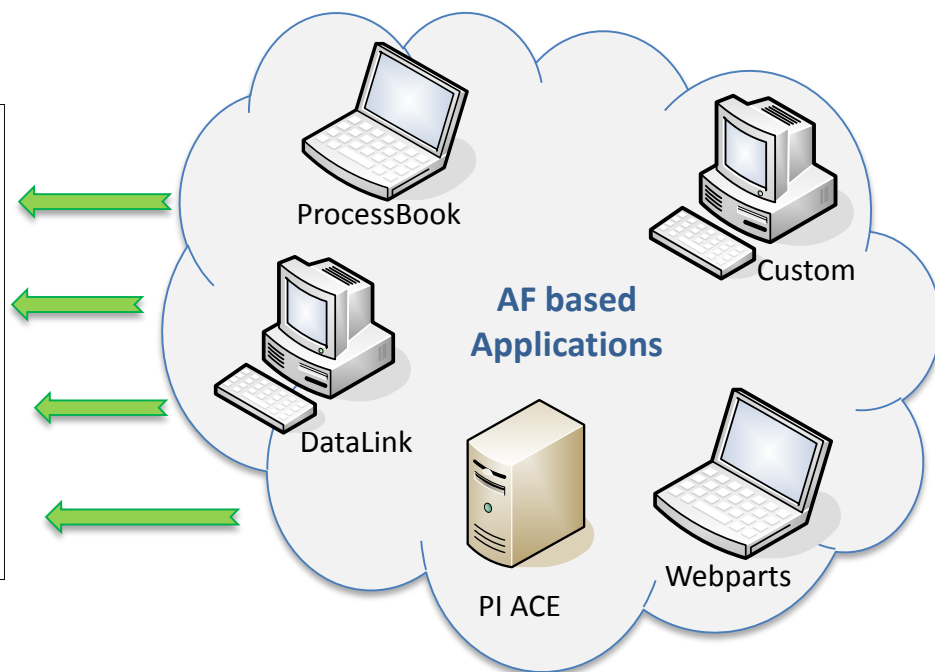 ProcessBook
Custom
AF based
Applications
DataLink
Webparts
PI ACE